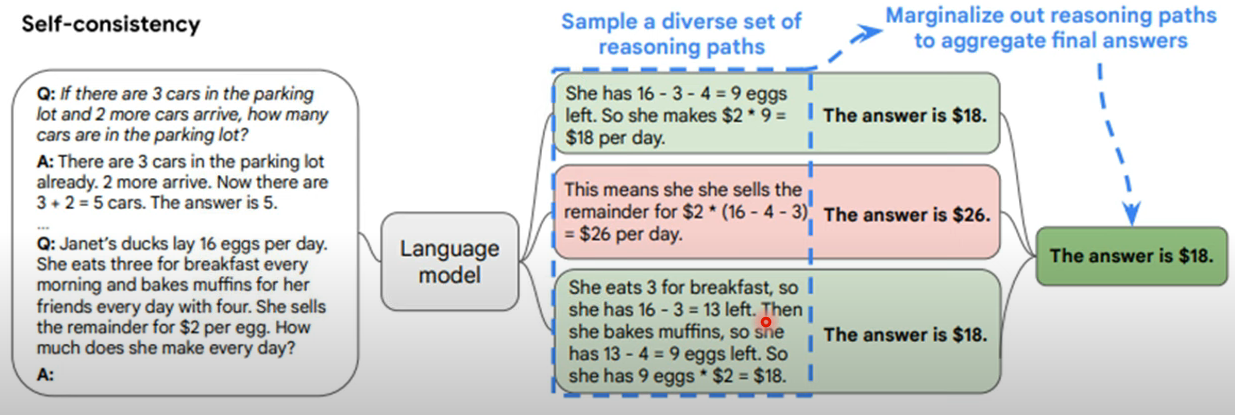 Self-consistency
Sample a diverse set of
reasoning paths
Marginalize out reasoning paths
to aggregate final answers
Q: If there are 3 cars in the parking
lot and 2 more cars arrive, how many
cars are in the parking lot?
A: There are 3 cars in the parking lot
already. 2 more arrive. Now there are
3 + 2 = 5 cars. The answer is 5.
...
Q: Janet's ducks lay 16 eggs per day.
She eats three for breakfast every
morning and bakes muffins for her
friends every day with four. She sells
the remainder for $2 per egg. How
much does she make every day?
A:
Language
model
She has 16 - 3 - 4 = 9 eggs
left. So she makes $2 * 9 =
$18 per day.
The answer is $18.
This means she she sells the
remainder for $2 * (16 - 4 - 3)
= $26 per day.
The answer is $26.
She eats 3 for breakfast, so
she has 16 - 3 = 13 left. Then
she bakes muffins, so she
has 13 - 4 = 9 eggs left. So
she has 9 eggs * $2 = $18.
The answer is $18.
The answer is $18.